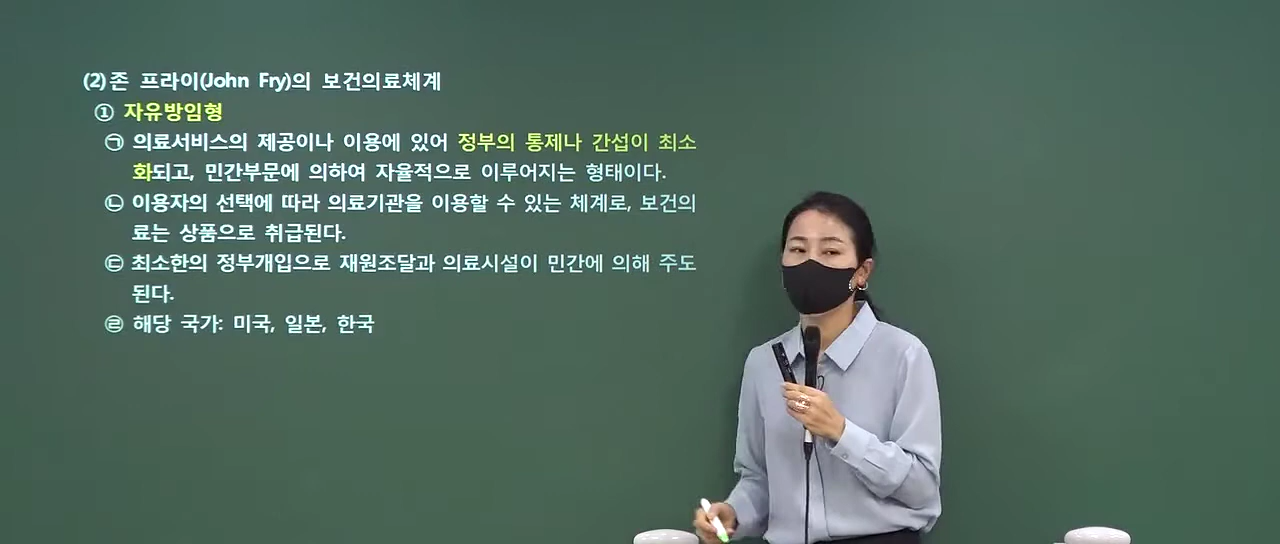 (2)존 프라이(John Fry)의 보건의료체계
① 자유방임형
㉠ 의료서비스의 제공이나 이용에 있어 정부의 통제나 간섭이 최소
화되고, 민간부문에 의하여 자율적으로 이루어지는 형태이다.
㉡ 이용자의 선택에 따라 의료기관을 이용할 수 있는 체계로, 보건의
료는 상품으로 취급된다.
㉢ 최소한의 정부개입으로 재원조달과 의료시설이 민간에 의해 주도
된다.
㉣ 해당 국가: 미국, 일본, 한국